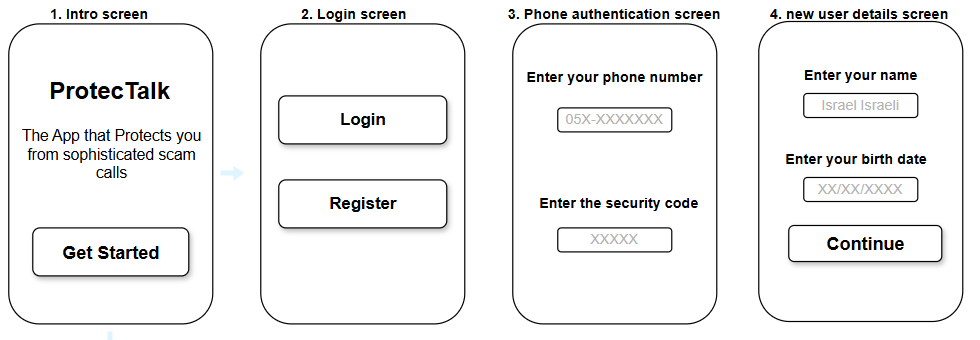 1. Intro screen
ProtecTalk
The App that Protects you
from sophisticated scam
calls
Get Started
2. Login screen
Login
Register
3. Phone authentication screen
Enter your phone number
05X-XXXXXXX
Enter the security code
XXXXX
4. new user details screen
Enter your name
Israel Israeli
Enter your birth date
XX/XX/XXXX
Continue